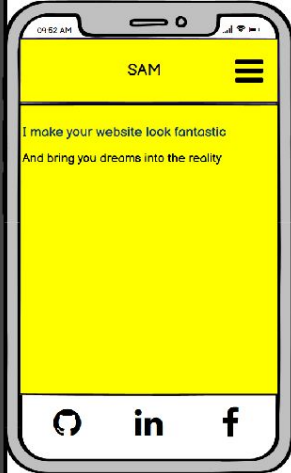 09:52 AM
SAM
I make your website look fantastic
And bring you dreams into the reality
in
f